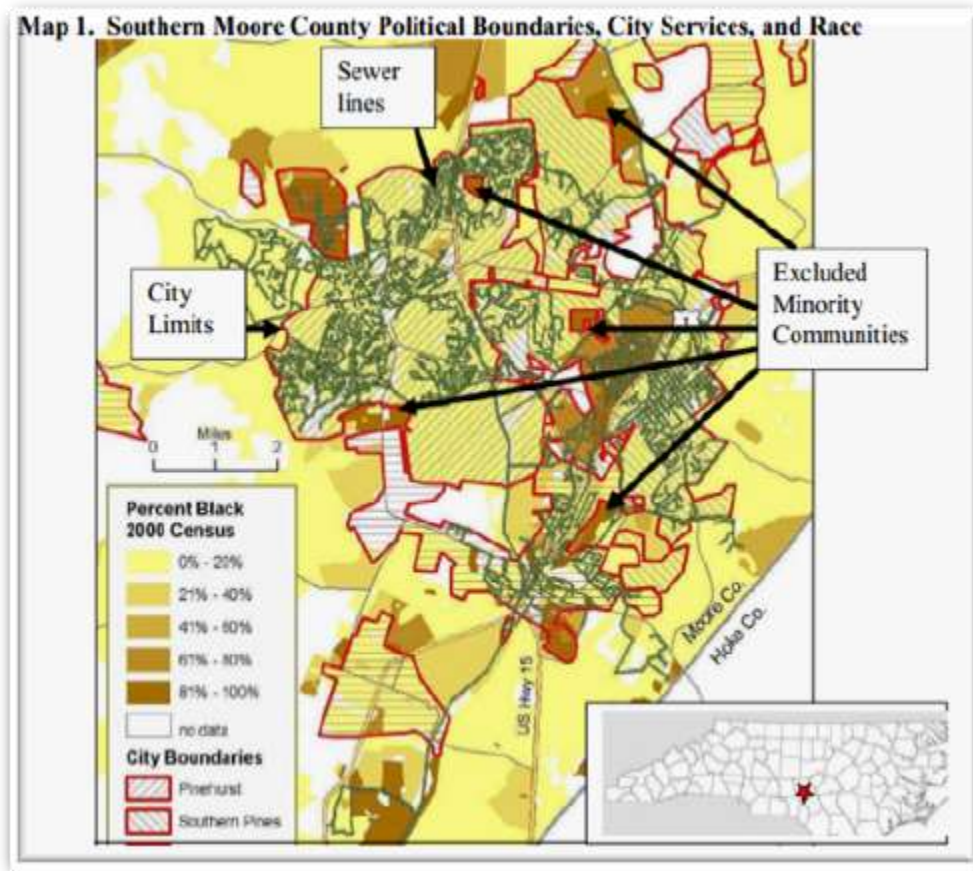 Map 1. Southern Moore County Political Boundaries, City Services, and Race
Sewer
lines
City
Limits
Excluded
Minority
Communities
Miles
0 1 2
Percent Black
2000 Census
0% - 20%
21% - 40%
41% - 60%
61% - 80%
81% - 100%
no data
City Boundaries
Pinehurst
Southern Pines
US Hwy 15
Moore Co.
Hoke Co.